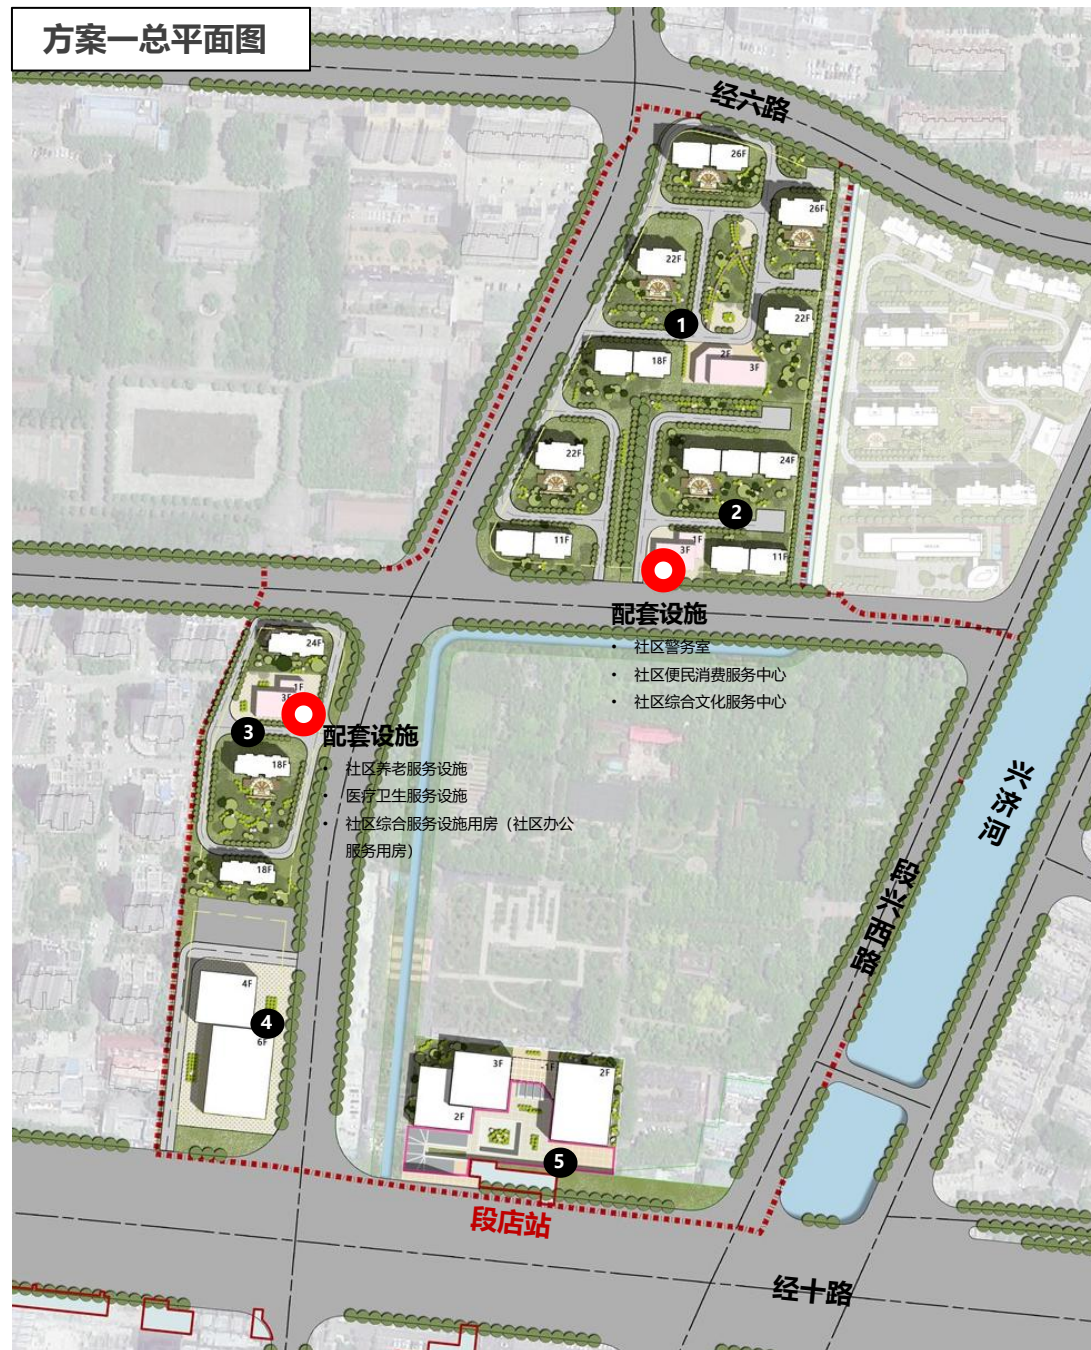 方案一总平面图
经六路
26F
26F
22F
22F
1
2F
3F
18F
22F
24F
2
1F
3F
11F
11F
配套设施
• 社区警务室
• 社区便民消费服务中心
• 社区综合文化服务中心
24F
1F
3F
3
配套设施
• 社区养老服务设施
• 医疗卫生服务设施
• 社区综合服务设施用房（社区办公
服务用房）
18F
18F
兴济河
段兴西路
4F
4
6F
3F
-1F
2F
2F
5
段店站
经十路